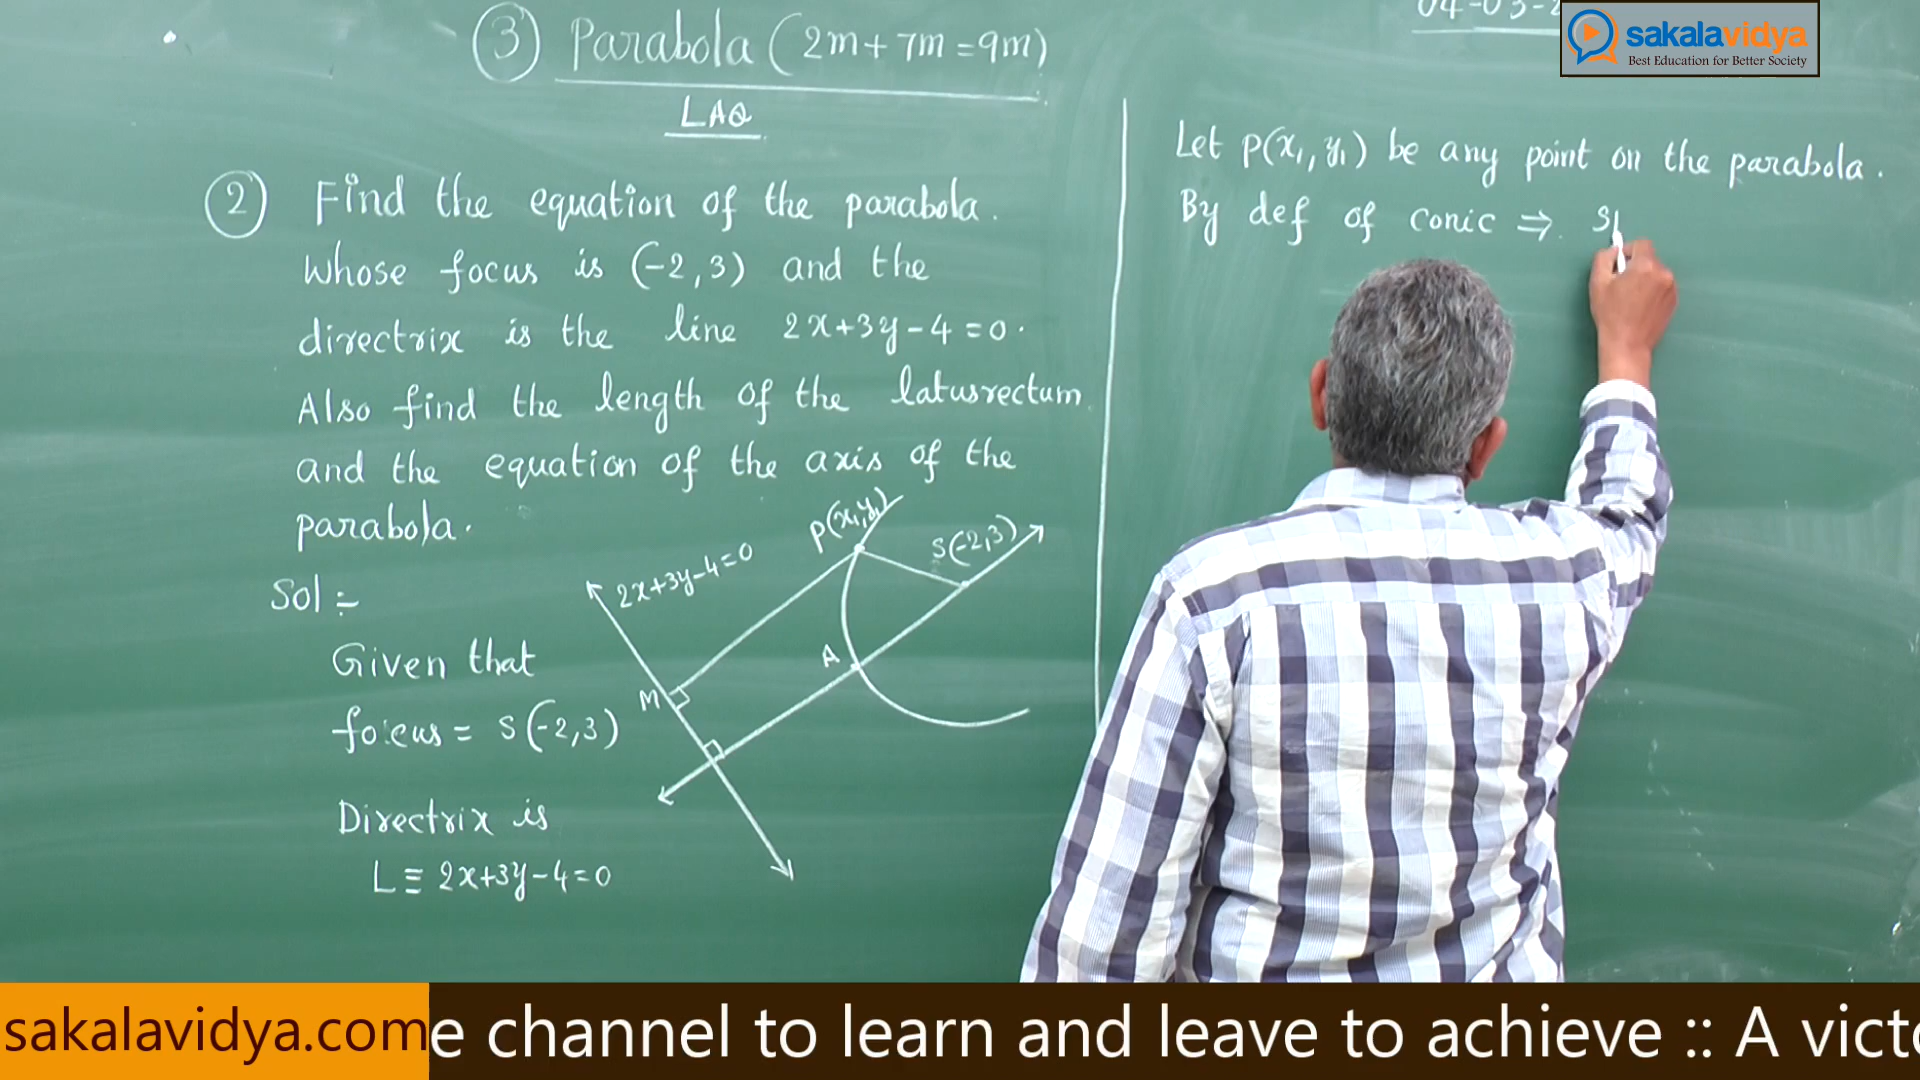 ③ Parabola (2m+7m=9m)
LAQ
② Find the equation of the parabola.
whose focus is (-2,3) and the
directrix is the line 2x+3y-4=0.
Also find the length of the latusrectum
and the equation of the axis of the
parabola.
Sol :-
Given that
focus = S(-2,3)
Directrix is
L≡ 2x+3y-4=0
2x+3y-4=0
P(x₁,y₁)
S(-2,3)
A
M
04-03-2
sakalavidya
Best Education for Better Society
Let P(x₁, y₁) be any point on the parabola.
By def of conic ⇒
sakalavidya.com
e channel to learn and leave to achieve :: A victo